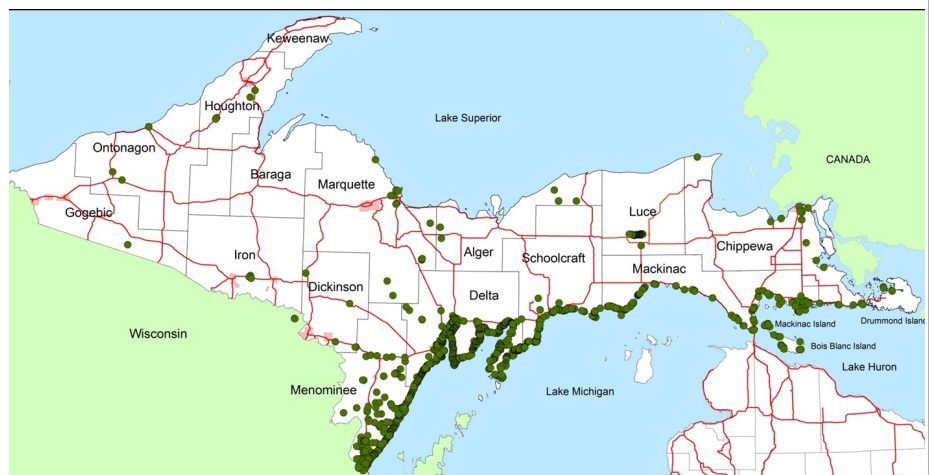 Keweenaw
Houghton
Lake Superior
Ontonagon
CANADA
Baraga
Marquette
Gogebic
Luce
Chippewa
Alger
Iron
Schoolcraft
Mackinac
Dickinson
Delta
Drummond Island
Mackinac Island
Wisconsin
Bois Blanc Island
Lake Huron
Menominee
Lake Michigan